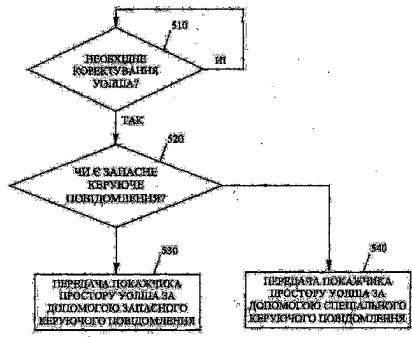 510
НЕОБХІДНЕ
КОРЕКТУВАННЯ
УОЛША?
НІ
ТАК
520
ЧИ Є ЗАПАСНЕ
КЕРУЮЧЕ
ПОВІДОМЛЕННЯ?
530
ПЕРЕДАЧА ПОКАЖЧИКА
ПРОСТОРУ УОЛША ЗА
ДОПОМОГОЮ ЗАПАСНОГО
КЕРУЮЧОГО ПОВІДОМЛЕННЯ
540
ПЕРЕДАЧА ПОКАЖЧИКА
ПРОСТОРУ УОЛША ЗА
ДОПОМОГОЮ СПЕЦІАЛЬНОГО
КЕРУЮЧОГО ПОВІДОМЛЕННЯ